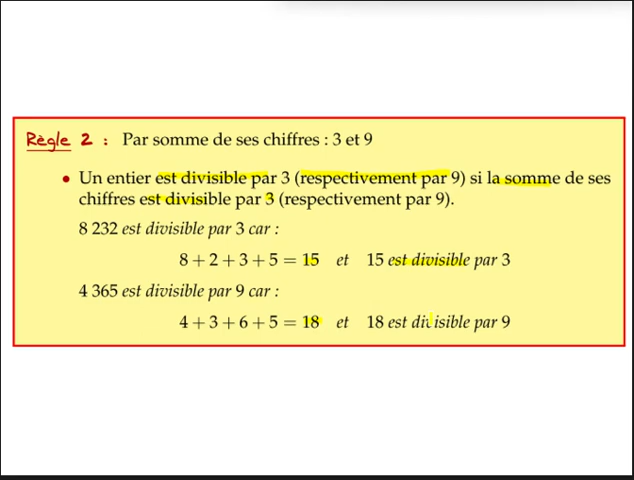 Règle 2 : Par somme de ses chiffres : 3 et 9
• Un entier est divisible par 3 (respectivement par 9) si la somme de ses
chiffres est divisible par 3 (respectivement par 9).
8 232 est divisible par 3 car :
8 + 2 + 3 + 5 = 15 et 15 est divisible par 3
4 365 est divisible par 9 car :
4 + 3 + 6 + 5 = 18 et 18 est divisible par 9